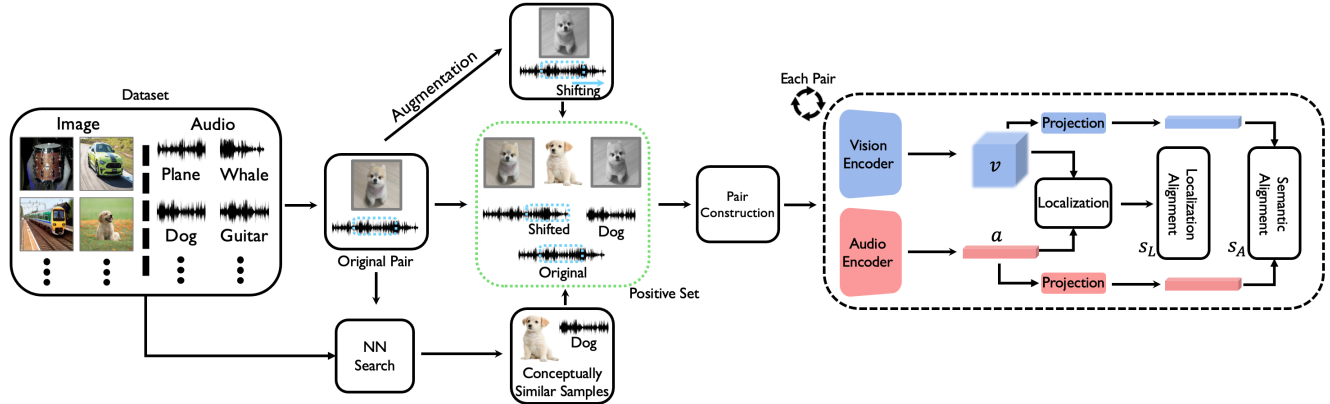 Dataset
Image
Audio
Plane
Whale
Dog
Guitar
Augmentation
Original Pair
NN
Search
Shifting
Shifted
Dog
Original
Positive Set
Dog
Conceptually
Similar Samples
Pair
Construction
Each Pair
Vision
Encoder
Audio
Encoder
v
a
Projection
Localization
Projection
Localization
Alignment
S_L
Semantic
Alignment
S_A